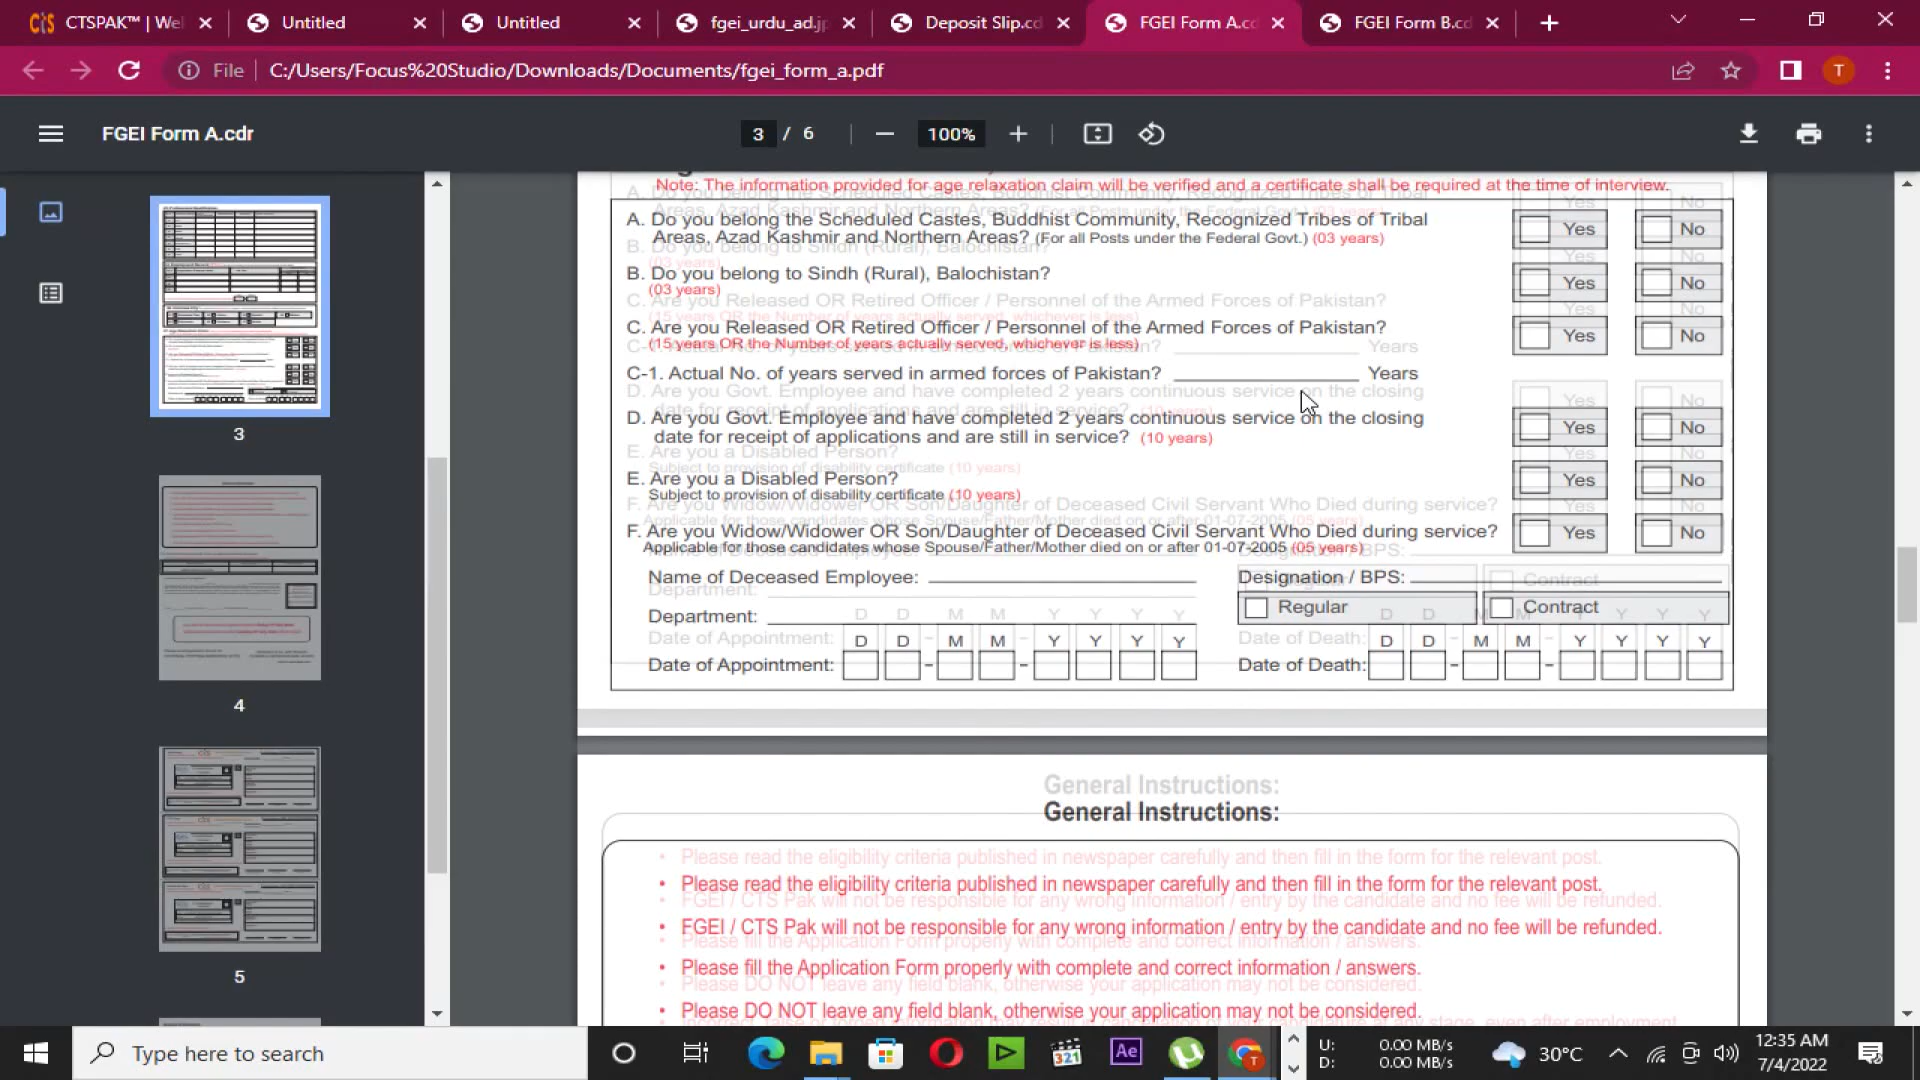 CTSPAK™ | Wel
Untitled
Untitled
fgei_urdu_ad.jp
Deposit Slip.cd
FGEI Form A.cd
FGEI Form B.cd
File
C:/Users/Focus%20Studio/Downloads/Documents/fgei_form_a.pdf
T
FGEI Form A.cdr
3 / 6
100%
3
4
5
Note: The information provided for age relaxation claim will be verified and a certificate shall be required at the time of interview.
A. Do you belong the Scheduled Castes, Buddhist Community, Recognized Tribes of Tribal
Areas, Azad Kashmir and Northern Areas? (For all Posts under the Federal Govt.) (03 years)
Yes
No
B. Do you belong to Sindh (Rural), Balochistan?
(03 years)
Yes
No
C. Are you Released OR Retired Officer / Personnel of the Armed Forces of Pakistan?
(15 years OR the Number of years actually served, whichever is less)
Yes
No
C-1. Actual No. of years served in armed forces of Pakistan? Years
D. Are you Govt. Employee and have completed 2 years continuous service on the closing
date for receipt of applications and are still in service? (10 years)
Yes
No
E. Are you a Disabled Person?
Subject to provision of disability certificate (10 years)
Yes
No
F. Are you Widow/Widower OR Son/Daughter of Deceased Civil Servant Who Died during service?
Applicable for those candidates whose Spouse/Father/Mother died on or after 01-07-2005 (05 years)
Yes
No
Name of Deceased Employee:
Designation / BPS:
Department:
Regular
Contract
D D - M M - Y Y Y Y
D D - M M - Y Y Y Y
Date of Appointment:
Date of Death:
General Instructions:
• Please read the eligibility criteria published in newspaper carefully and then fill in the form for the relevant post.
• FGEI / CTS Pak will not be responsible for any wrong information / entry by the candidate and no fee will be refunded.
• Please fill the Application Form properly with complete and correct information / answers.
• Please DO NOT leave any field blank, otherwise your application may not be considered.
Type here to search
321
Ae
T
U: 0.00 MB/s
D: 0.00 MB/s
30°C
12:35 AM
7/4/2022